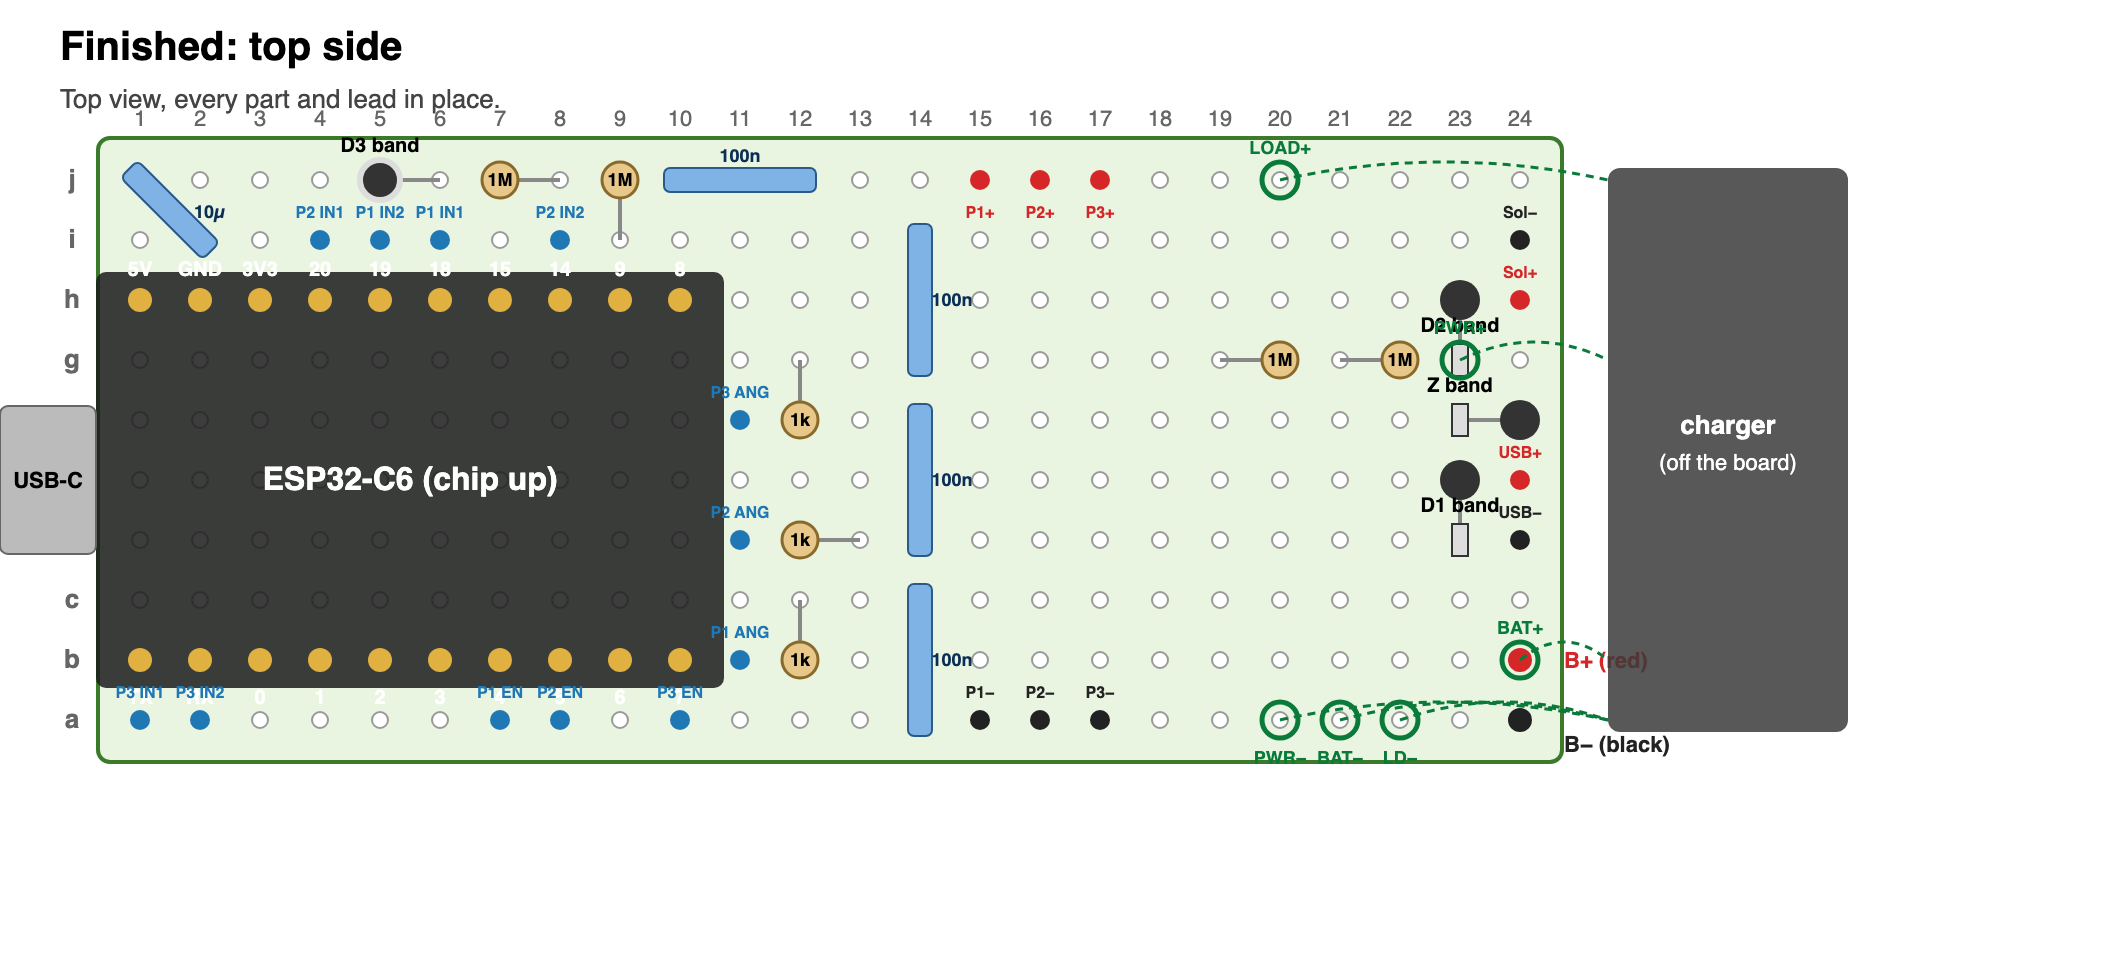 Finished: top side
Top view, every part and lead in place.
1 2 3 4 5 6 7 8 9 10 11 12 13 14 15 16 17 18 19 20 21 22 23 24
D3 band
100n
LOAD+
j
1M
1M
10µ
P2 IN1 P1 IN2 P1 IN1 P2 IN2
P1+ P2+ P3+
Sol–
i
5V GND 3V3 20 19 18 15 14 9 8
Sol+
h
100n
D2 band
PWR+
g
1M
1M
Z band
P3 ANG
1k
charger
(off the board)
USB+
USB-C
ESP32-C6 (chip up)
100n
D1 band
USB–
P2 ANG
1k
c
BAT+
P1 ANG
b
1k
100n
B+ (red)
P3 IN1 P3 IN2 0 1 2 3 P1 EN P2 EN 6 P3 EN
P1– P2– P3–
a
B– (black)
PWR– BAT– LD–